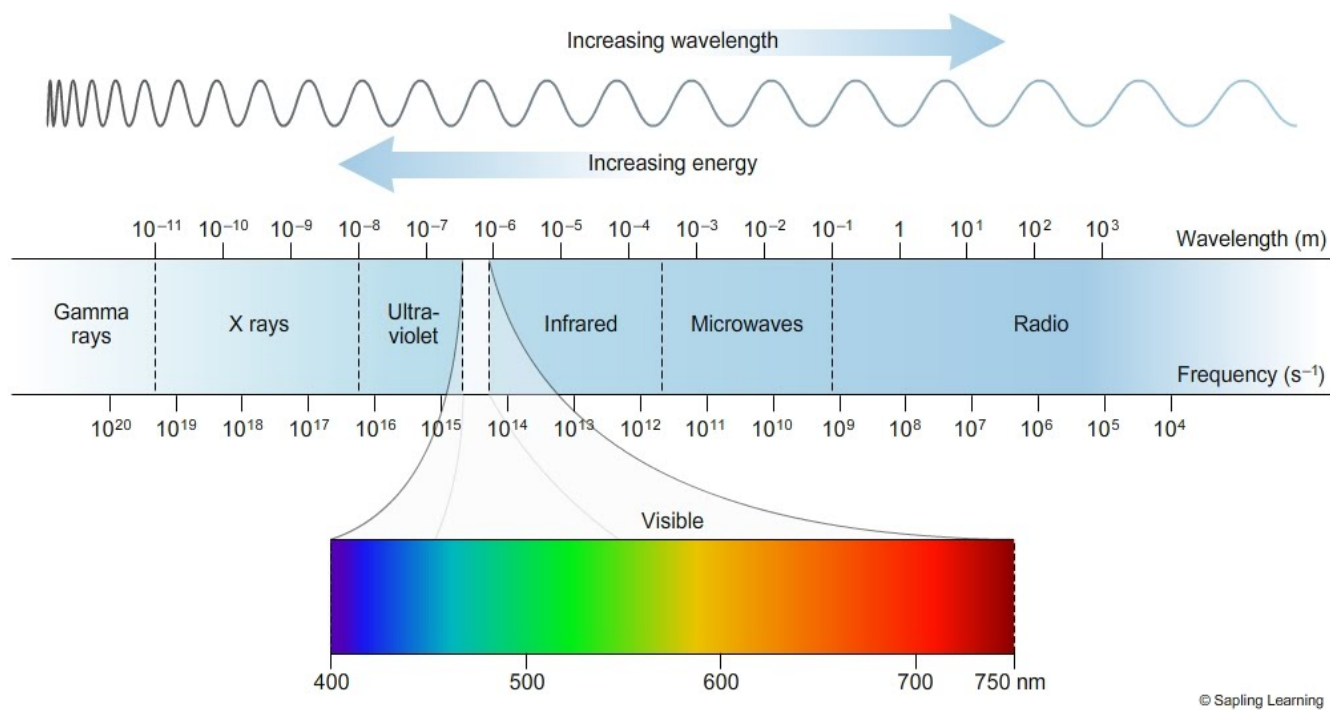 Increasing wavelength
Increasing energy
10⁻¹¹ 10⁻¹⁰ 10⁻⁹ 10⁻⁸ 10⁻⁷ 10⁻⁶ 10⁻⁵ 10⁻⁴ 10⁻³ 10⁻² 10⁻¹ 1 10¹ 10² 10³
Wavelength (m)
Gamma
rays
X rays
Ultra-
violet
Infrared
Microwaves
Radio
Frequency (s⁻¹)
10²⁰ 10¹⁹ 10¹⁸ 10¹⁷ 10¹⁶ 10¹⁵ 10¹⁴ 10¹³ 10¹² 10¹¹ 10¹⁰ 10⁹ 10⁸ 10⁷ 10⁶ 10⁵ 10⁴
Visible
400 500 600 700 750 nm
© Sapling Learning